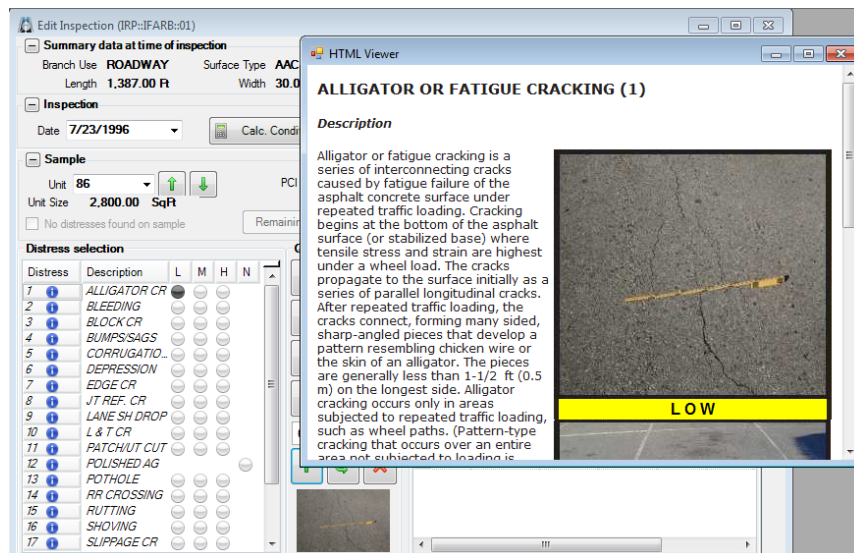 Edit Inspection (IRP::IFARB::01)
Summary data at time of inspection
Branch Use ROADWAY Surface Type AAC
Length 1,387.00 Ft Width 30.0
Inspection
Date 7/23/1996 Calc. Condi
Sample
Unit 86 PCI
Unit Size 2,800.00 SqFt
No distresses found on sample Remainin
Distress selection
Distress Description L M H N
1 ALLIGATOR CR
2 BLEEDING
3 BLOCK CR
4 BUMPS/SAGS
5 CORRUGATIO...
6 DEPRESSION
7 EDGE CR
8 JT REF. CR
9 LANE SH DROP
10 L & T CR
11 PATCH/UT CUT
12 POLISHED AG
13 POTHOLE
14 RR CROSSING
15 RUTTING
16 SHOVING
17 SLIPPAGE CR
HTML Viewer
ALLIGATOR OR FATIGUE CRACKING (1)
Description
Alligator or fatigue cracking is a
series of interconnecting cracks
caused by fatigue failure of the
asphalt concrete surface under
repeated traffic loading. Cracking
begins at the bottom of the asphalt
surface (or stabilized base) where
tensile stress and strain are highest
under a wheel load. The cracks
propagate to the surface initially as a
series of parallel longitudinal cracks.
After repeated traffic loading, the
cracks connect, forming many sided,
sharp-angled pieces that develop a
pattern resembling chicken wire or
the skin of an alligator. The pieces
are generally less than 1-1/2 ft (0.5
m) on the longest side. Alligator
cracking occurs only in areas
subjected to repeated traffic loading,
such as wheel paths. (Pattern-type
cracking that occurs over an entire
area not subjected to loading is
LOW